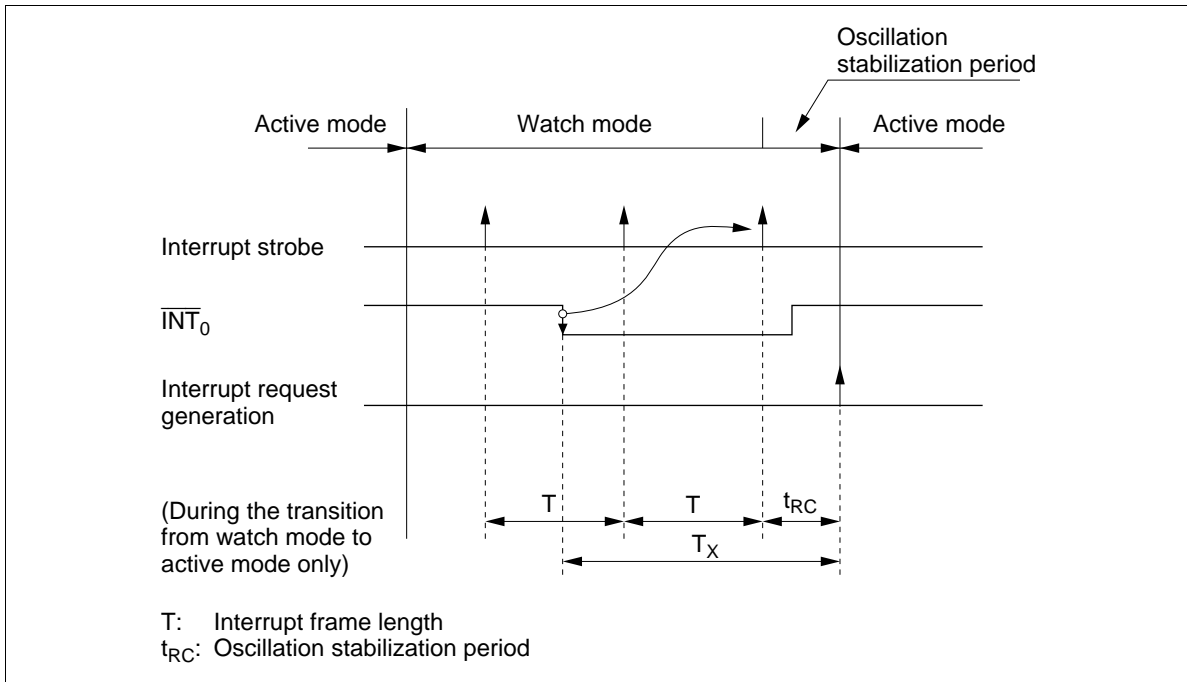 Oscillation
stabilization period
Active mode
Watch mode
Active mode
Interrupt strobe
INT0
Interrupt request
generation
(During the transition
from watch mode to
active mode only)
T
T
tRC
TX
T: Interrupt frame length
tRC: Oscillation stabilization period